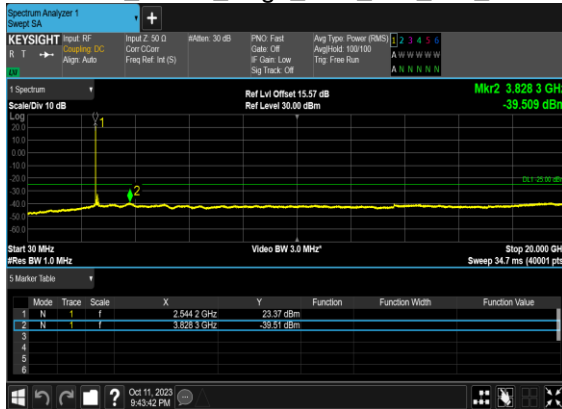 Spectrum Analyzer 1
Swept SA
+
KEYSIGHT Input: RF Input Z: 50 Ω #Atten: 30 dB PNO: Fast Avg Type: Power (RMS) 1 2 3 4 5 6
R T Coupling: DC Corr CCorr Gate: Off Avg|Hold: 100/100 A W W W W W
Align: Auto Freq Ref: Int (S) IF Gain: Low Trig: Free Run
LXI Sig Track: Off A N N N N N
1 Spectrum Ref Lvl Offset 15.57 dB Mkr2 3.828 3 GHz
Scale/Div 10 dB Ref Level 30.00 dBm -39.509 dBm
Log
20.0
10.0
0.00
-10.0
-20.0
-30.0
-40.0
-50.0
-60.0
1
2
DL1 -25.00 dBm
Start 30 MHz Video BW 3.0 MHz* Stop 20.000 GHz
#Res BW 1.0 MHz Sweep 34.7 ms (40001 pts)
5 Marker Table
Mode Trace Scale X Y Function Function Width Function Value
1 N 1 f 2.544 2 GHz 23.37 dBm
2 N 1 f 3.828 3 GHz -39.51 dBm
3
4
5
6
? Oct 11, 2023
9:43:42 PM